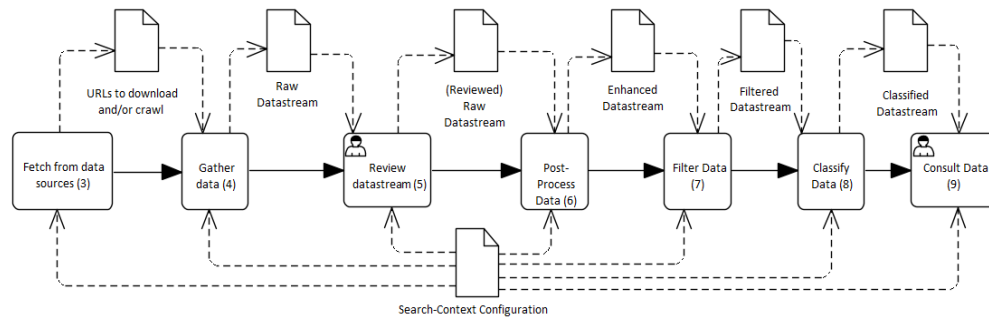 URLs to download
and/or crawl
Raw
Datastream
(Reviewed)
Raw
Datastream
Enhanced
Datastream
Filtered
Datastream
Classified
Datastream
Fetch from data
sources (3)
Gather
data (4)
Review
datastream (5)
Post-
Process
Data (6)
Filter Data
(7)
Classify
Data (8)
Consult Data
(9)
Search-Context Configuration